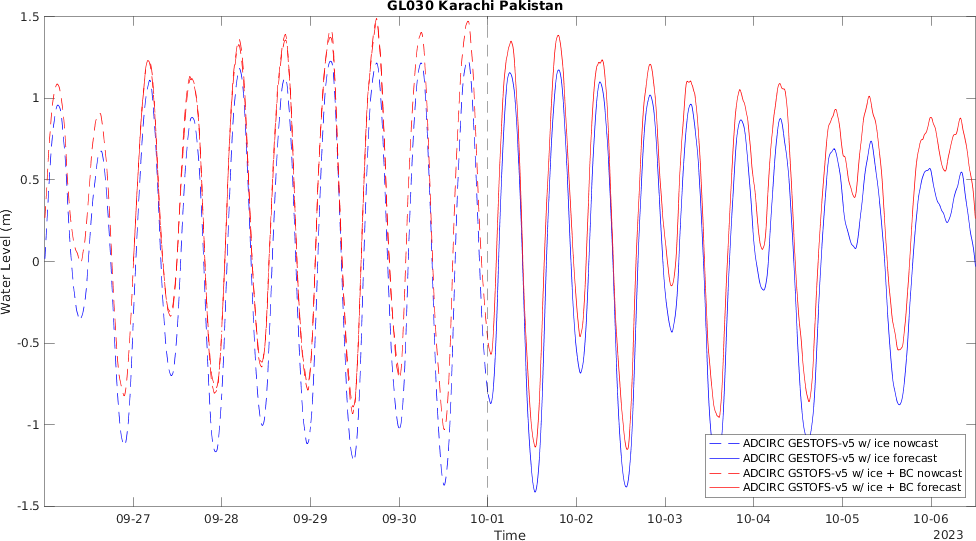 GL030 Karachi Pakistan
1.5
1
0.5
0
-0.5
-1
-1.5
Water Level (m)
09-27
09-28
09-29
09-30
10-01
10-02
10-03
10-04
10-05
10-06
Time
2023
ADCIRC GESTOFS-v5 w/ ice nowcast
ADCIRC GESTOFS-v5 w/ ice forecast
ADCIRC GSTOFS-v5 w/ ice + BC nowcast
ADCIRC GSTOFS-v5 w/ ice + BC forecast